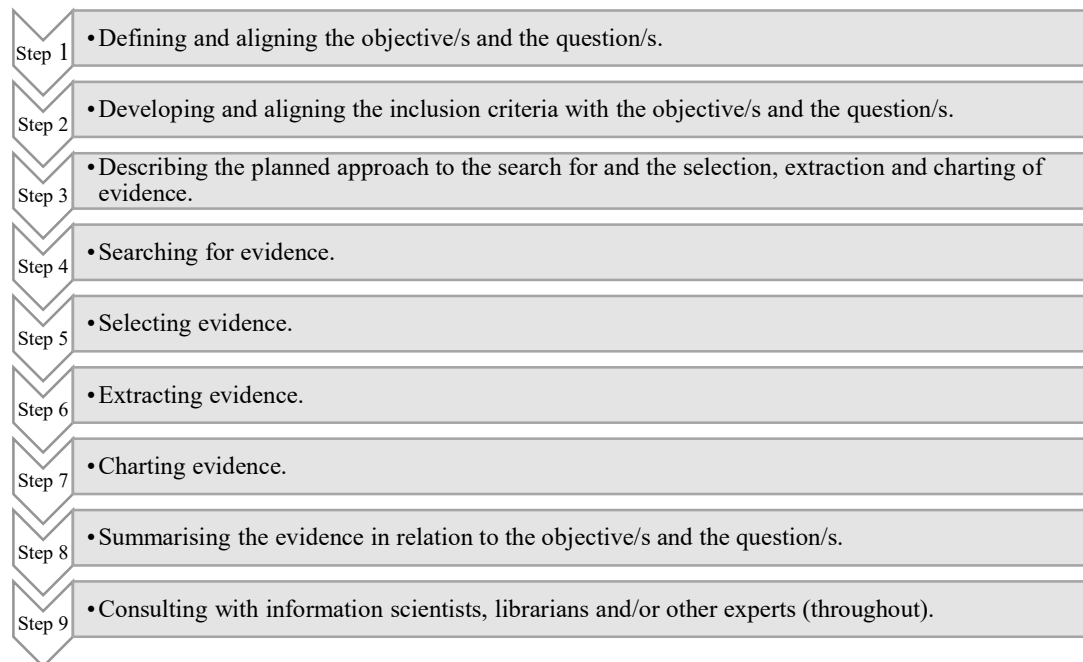 Step 1
•Defining and aligning the objective/s and the question/s.
Step 2
•Developing and aligning the inclusion criteria with the objective/s and the question/s.
Step 3
•Describing the planned approach to the search for and the selection, extraction and charting of
evidence.
Step 4
•Searching for evidence.
Step 5
•Selecting evidence.
Step 6
•Extracting evidence.
Step 7
•Charting evidence.
Step 8
•Summarising the evidence in relation to the objective/s and the question/s.
Step 9
•Consulting with information scientists, librarians and/or other experts (throughout).